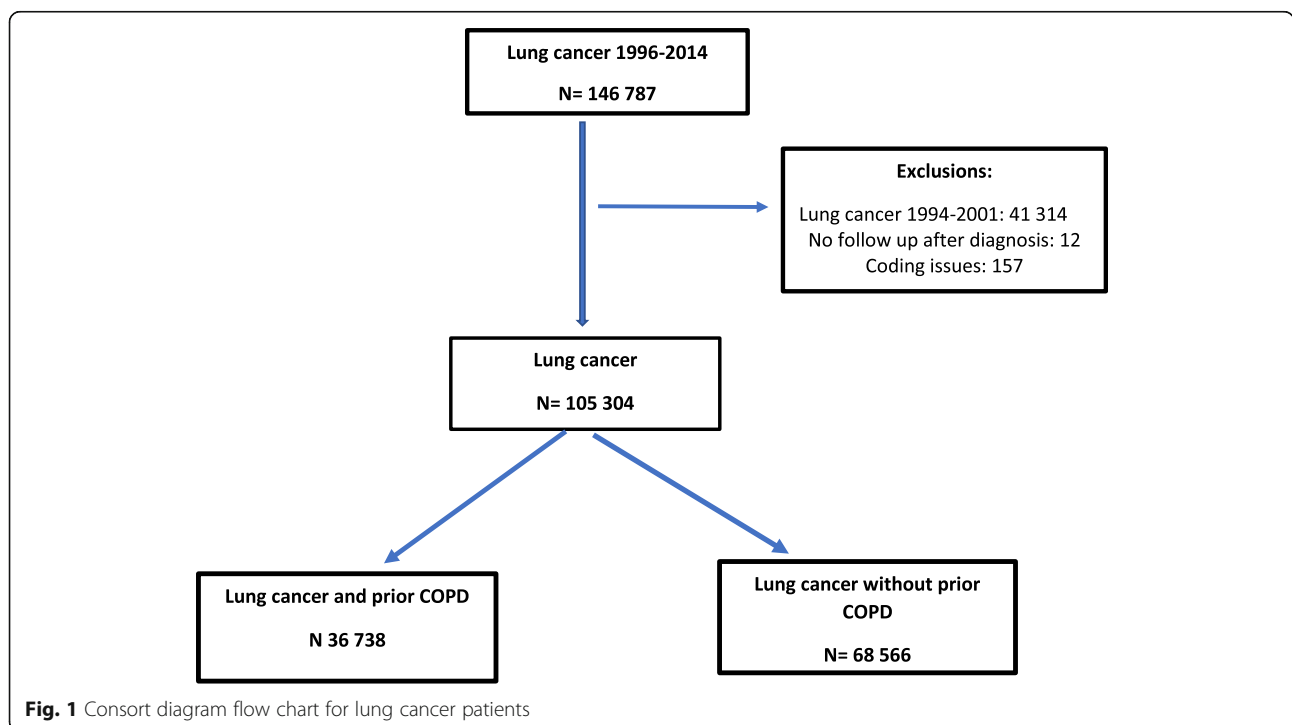 Lung cancer 1996-2014
N= 146 787
Exclusions:
Lung cancer 1994-2001: 41 314
No follow up after diagnosis: 12
Coding issues: 157
Lung cancer
N= 105 304
Lung cancer and prior COPD
N 36 738
Lung cancer without prior
COPD
N= 68 566
Fig. 1 Consort diagram flow chart for lung cancer patients